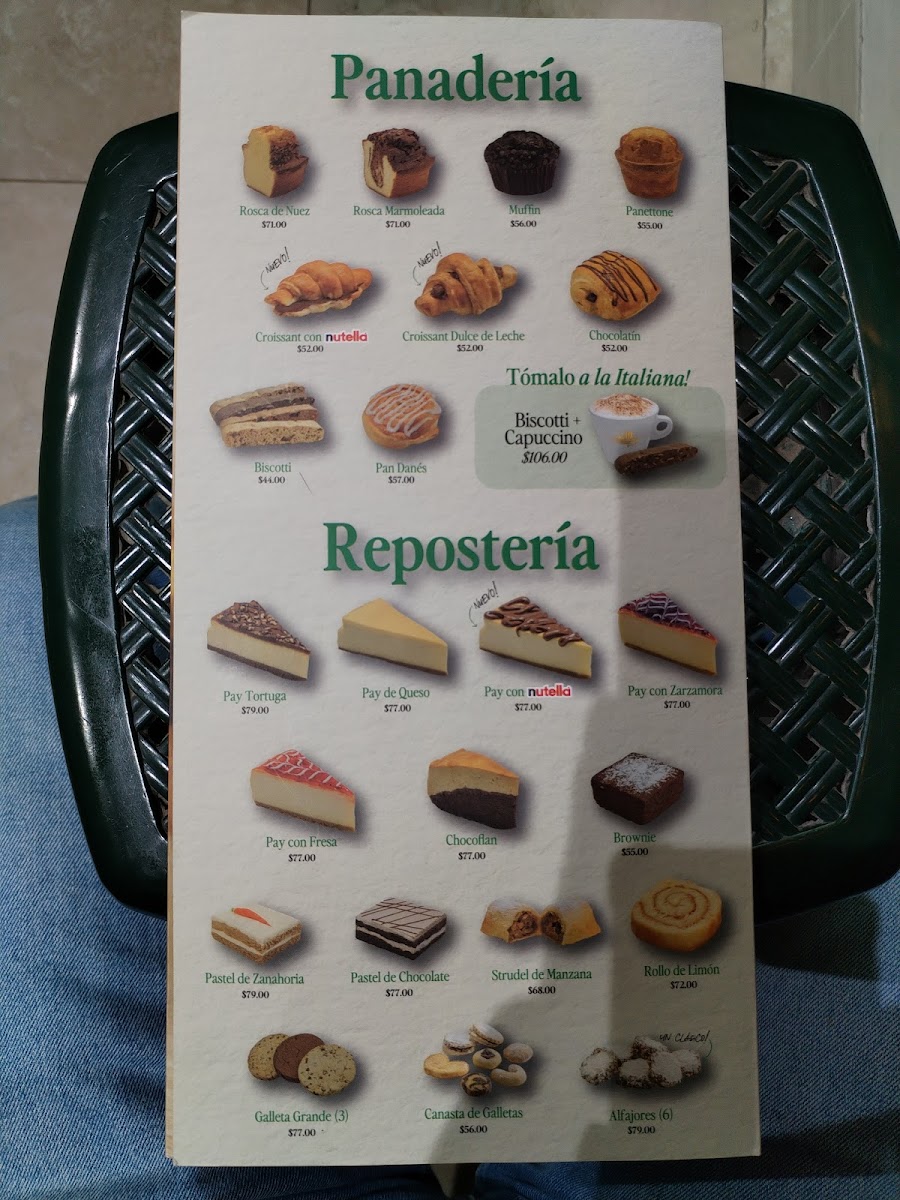 Panadería
Rosca de Nuez
$71.00
Rosca Marmoleada
$71.00
Muffin
$56.00
Panettone
$55.00
¡NUEVO!
Croissant con nutella
$52.00
¡NUEVO!
Croissant Dulce de Leche
$52.00
Chocolatín
$52.00
Biscotti
$44.00
Pan Danés
$57.00
Tómalo a la Italiana!
Biscotti +
Capuccino
$106.00
Repostería
Pay Tortuga
$79.00
Pay de Queso
$77.00
¡NUEVO!
Pay con nutella
$77.00
Pay con Zarzamora
$77.00
Pay con Fresa
$77.00
Chocoflan
$77.00
Brownie
$55.00
Pastel de Zanahoria
$79.00
Pastel de Chocolate
$77.00
Strudel de Manzana
$68.00
Rollo de Limón
$72.00
Galleta Grande (3)
$77.00
Canasta de Galletas
$56.00
¡UN CLÁSICO!
Alfajores (6)
$79.00